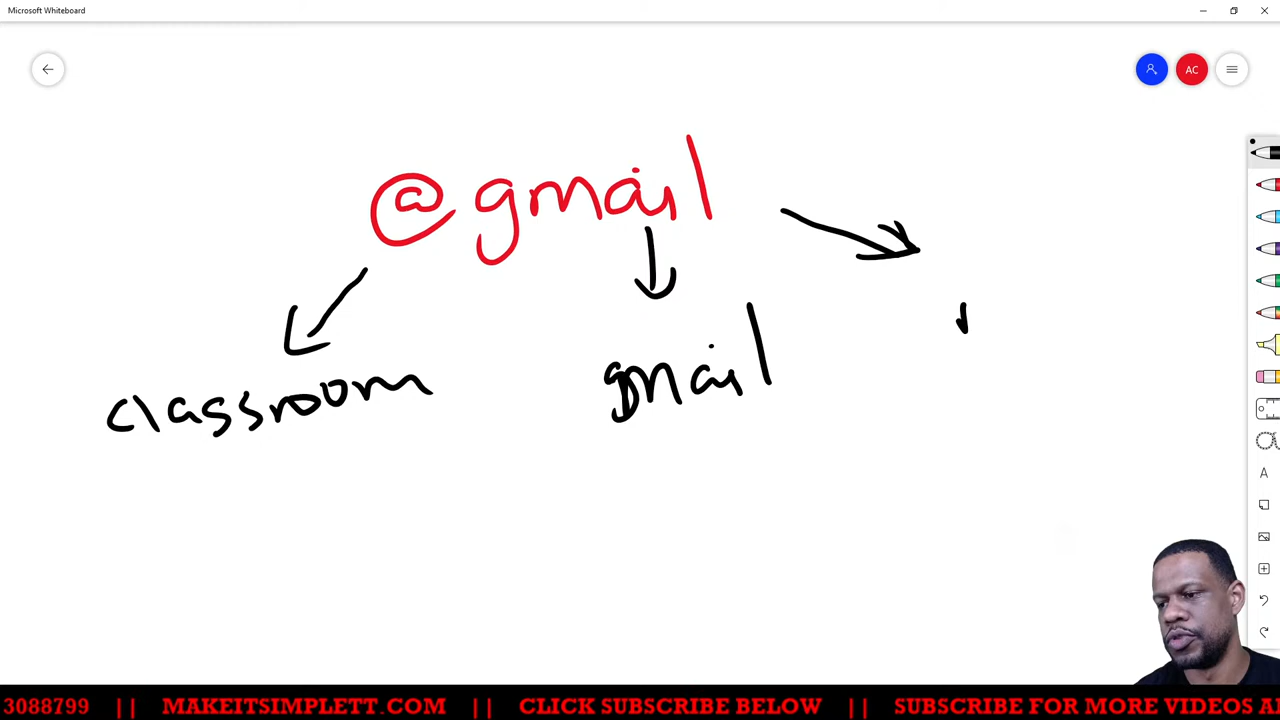 Microsoft Whiteboard
AC
@gmail
classroom
gmail
A
3088799 || MAKEITSIMPLETT.COM || CLICK SUBSCRIBE BELOW || SUBSCRIBE FOR MORE VIDEOS A